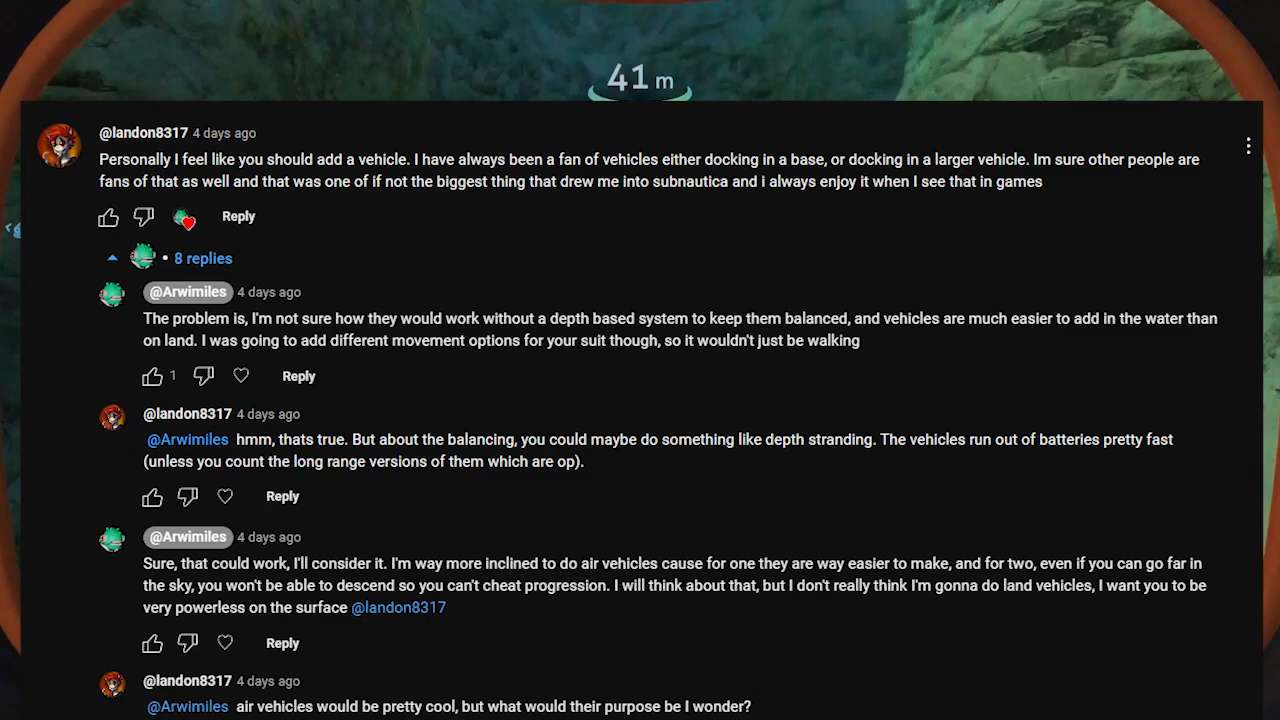 41 m
@landon8317 4 days ago
Personally I feel like you should add a vehicle. I have always been a fan of vehicles either docking in a base, or docking in a larger vehicle. Im sure other people are
fans of that as well and that was one of if not the biggest thing that drew me into subnautica and i always enjoy it when I see that in games
Reply
• 8 replies
@Arwimiles 4 days ago
The problem is, I'm not sure how they would work without a depth based system to keep them balanced, and vehicles are much easier to add in the water than
on land. I was going to add different movement options for your suit though, so it wouldn't just be walking
1 Reply
@landon8317 4 days ago
@Arwimiles hmm, thats true. But about the balancing, you could maybe do something like depth stranding. The vehicles run out of batteries pretty fast
(unless you count the long range versions of them which are op).
Reply
@Arwimiles 4 days ago
Sure, that could work, I'll consider it. I'm way more inclined to do air vehicles cause for one they are way easier to make, and for two, even if you can go far in
the sky, you won't be able to descend so you can't cheat progression. I will think about that, but I don't really think I'm gonna do land vehicles, I want you to be
very powerless on the surface @landon8317
Reply
@landon8317 4 days ago
@Arwimiles air vehicles would be pretty cool, but what would their purpose be I wonder?